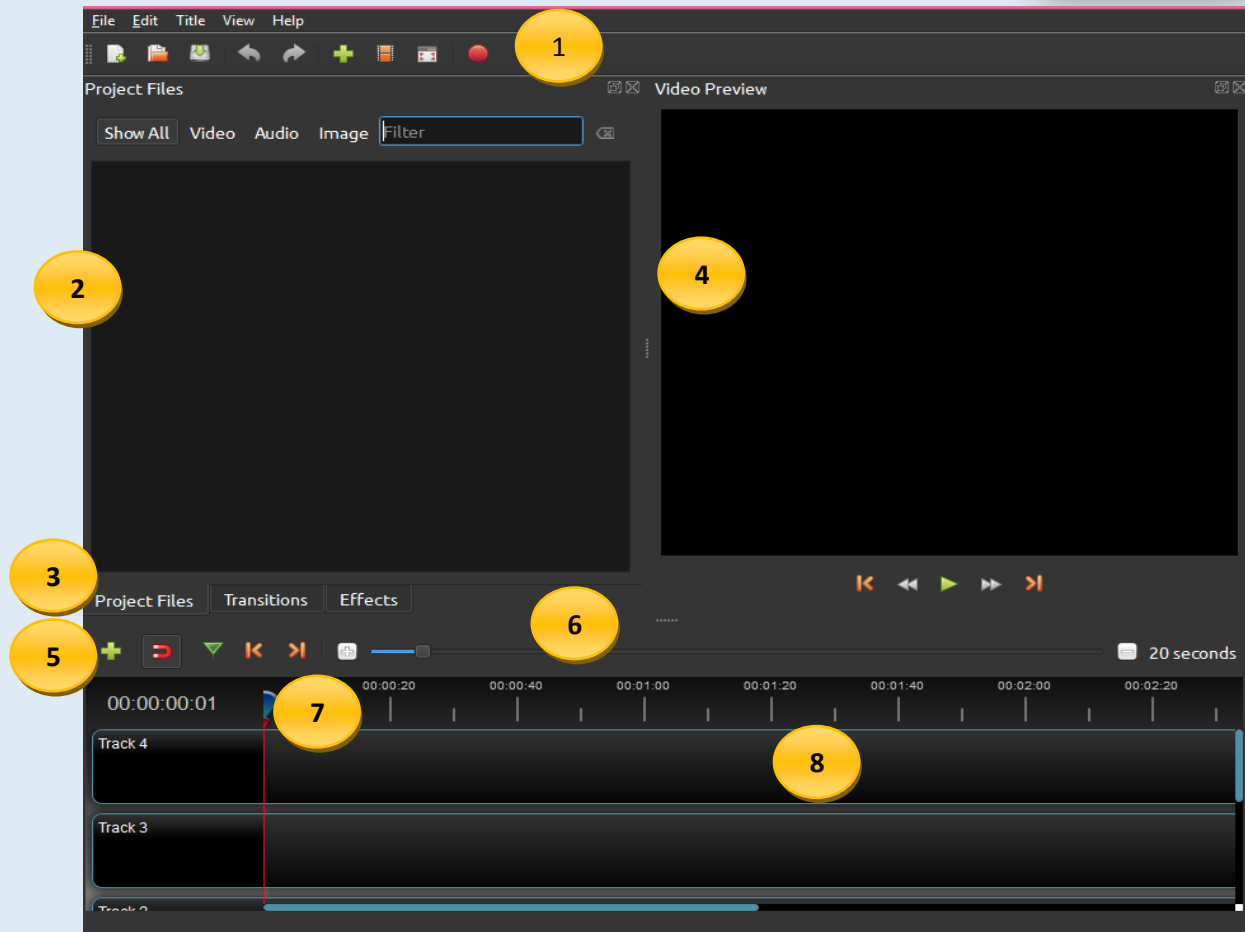 File Edit Title View Help
1
Project Files
Video Preview
Show All Video Audio Image Filter
2
4
3
Project Files Transitions Effects
6
5
20 seconds
00:00:00:01
7
00:00:20 00:00:40 00:01:00 00:01:20 00:01:40 00:02:00 00:02:20
Track 4
8
Track 3
Track 2